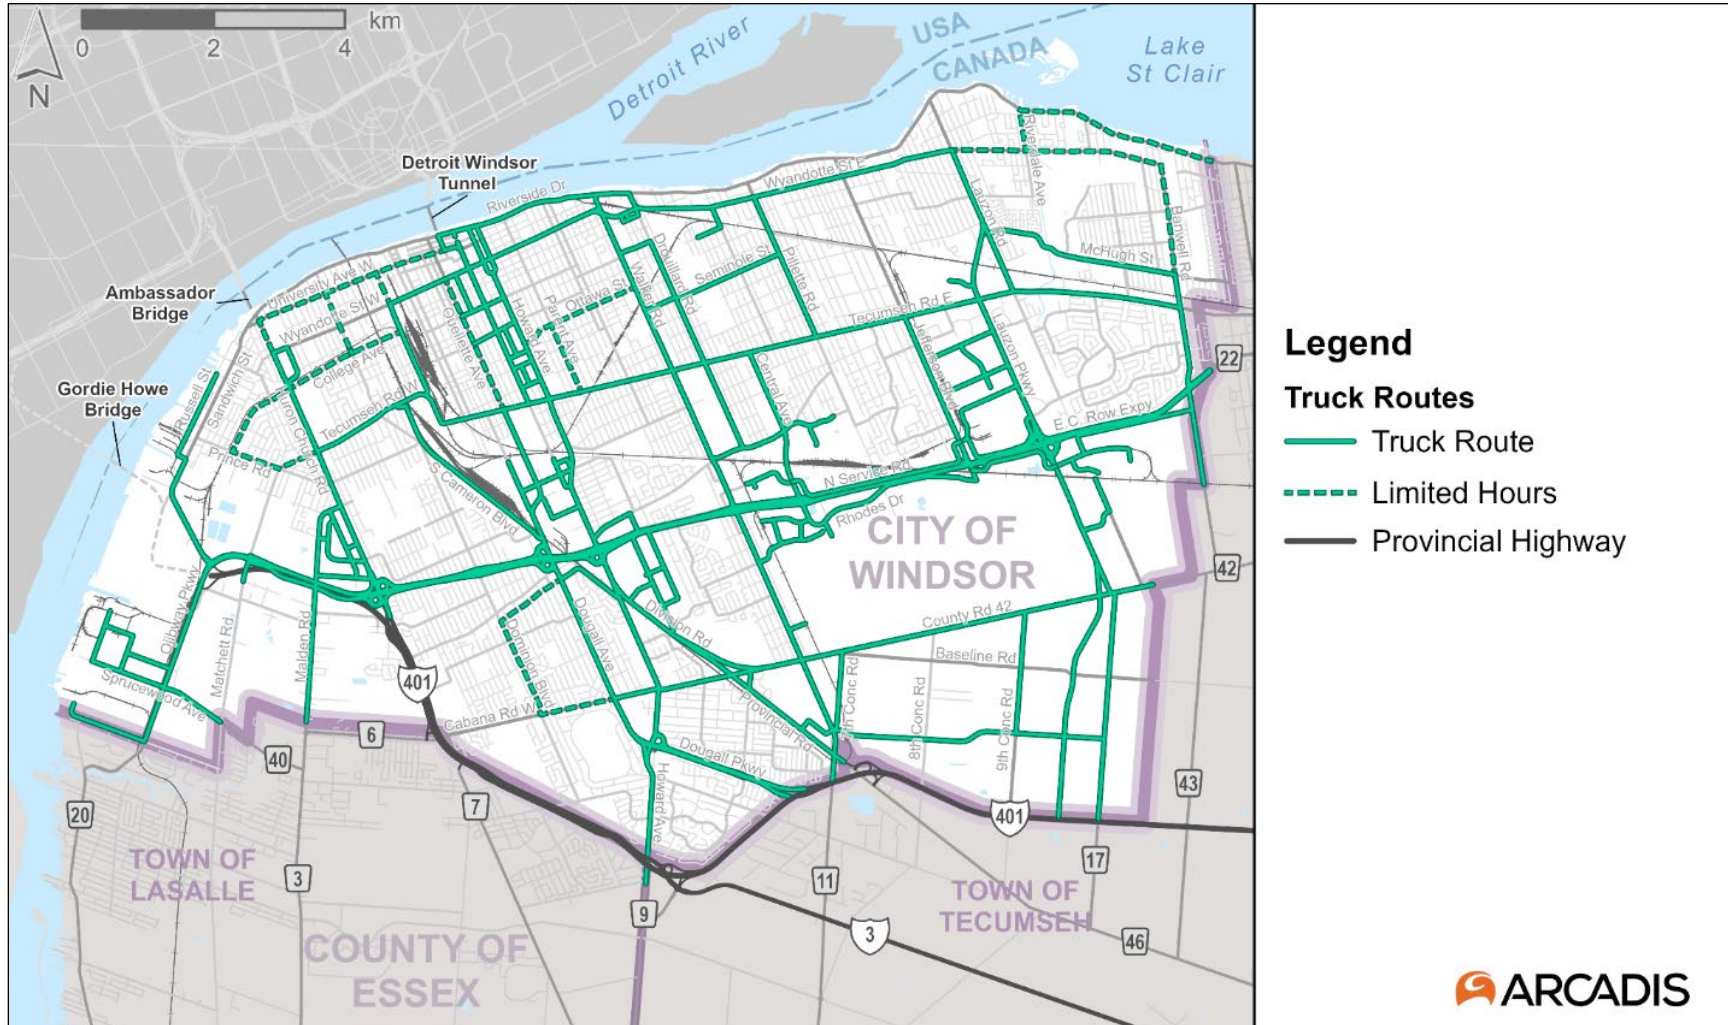 km
0 2 4
N
Detroit River
USA
CANADA
Lake
St Clair
Detroit Windsor
Tunnel
Riverside Dr
Wyandotte St E
Riverdale Ave
Lauzon Rd
Banwell Rd
McHugh St
Ambassador
Bridge
University Ave W
Wyandotte St W
College Ave
Ouellette Ave
Howard Ave
Parent Ave
Ottawa St
Walker Rd
Drouillard Rd
Seminole St
Pillette Rd
Tecumseh Rd E
Jefferson Blvd
Lauzon Pkwy
Central Ave
E.C. Row Expy
22
Gordie Howe
Bridge
Russell St
Sandwich St
Huron Church Rd
Tecumseh Rd W
Prince Rd
S Cameron Blvd
N Service Rd
Rhodes Dr
CITY OF
WINDSOR
42
Ojibway Pkwy
Matchett Rd
Malden Rd
Sprucewood Ave
Dominion Blvd
Dougall Ave
Division Rd
County Rd 42
Baseline Rd
7th Conc Rd
8th Conc Rd
9th Conc Rd
401
Cabana Rd W
Provincial Rd
Dougall Pkwy
Howard Ave
6
40
7
20
3
401
43
17
11
9
3
46
TOWN OF
LASALLE
TOWN OF
TECUMSEH
COUNTY OF
ESSEX
Legend
Truck Routes
Truck Route
Limited Hours
Provincial Highway
ARCADIS